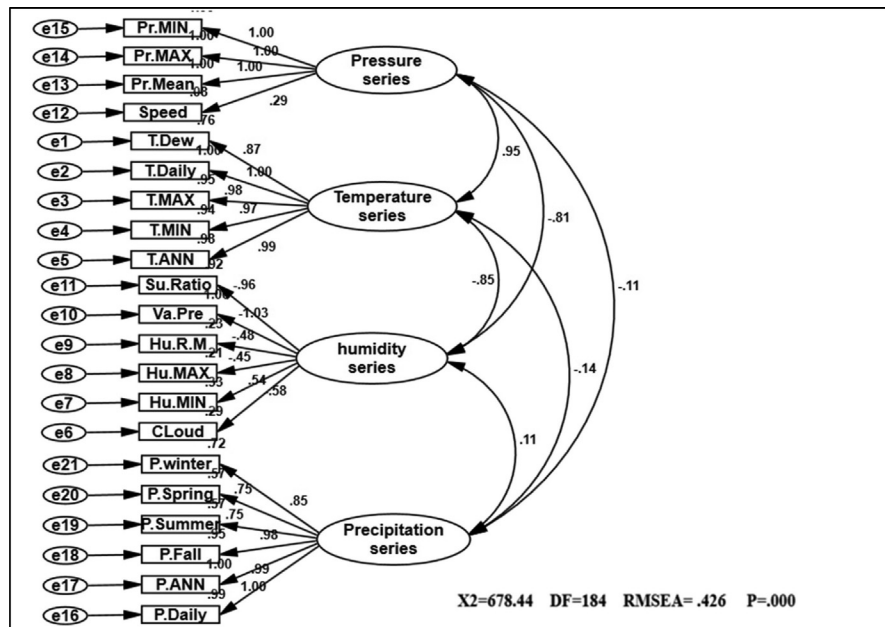 1.00
e15 Pr.MIN 1.00
1.00
e14 Pr.MAX 1.00 Pressure series
1.00
e13 Pr.Mean 1.00
.08
e12 Speed .29
.76
e1 T.Dew .87
.95
1.00
e2 T.Daily 1.00
.95
e3 T.MAX .98 Temperature series
.97
.94
e4 T.MIN
.98
e5 T.ANN .99
.92
-.81
-.11
e11 Su.Ratio -.96
-.85
e10 Va.Pre -1.03
.23
e9 Hu.R.M -.48 humidity series
.21
-.45
e8 Hu.MAX
-.14
.33
e7 Hu.MIN .54
.29
.58
e6 CLoud
.11
.72
e21 P.winter
.57
e20 P.Spring .75 .85
.57
e19 P.Summer .75 Precipitation series
.95
.98
e18 P.Fall
1.00
e17 P.ANN .99
.99
1.00
e16 P.Daily
X2=678.44 DF=184 RMSEA= .426 P=.000